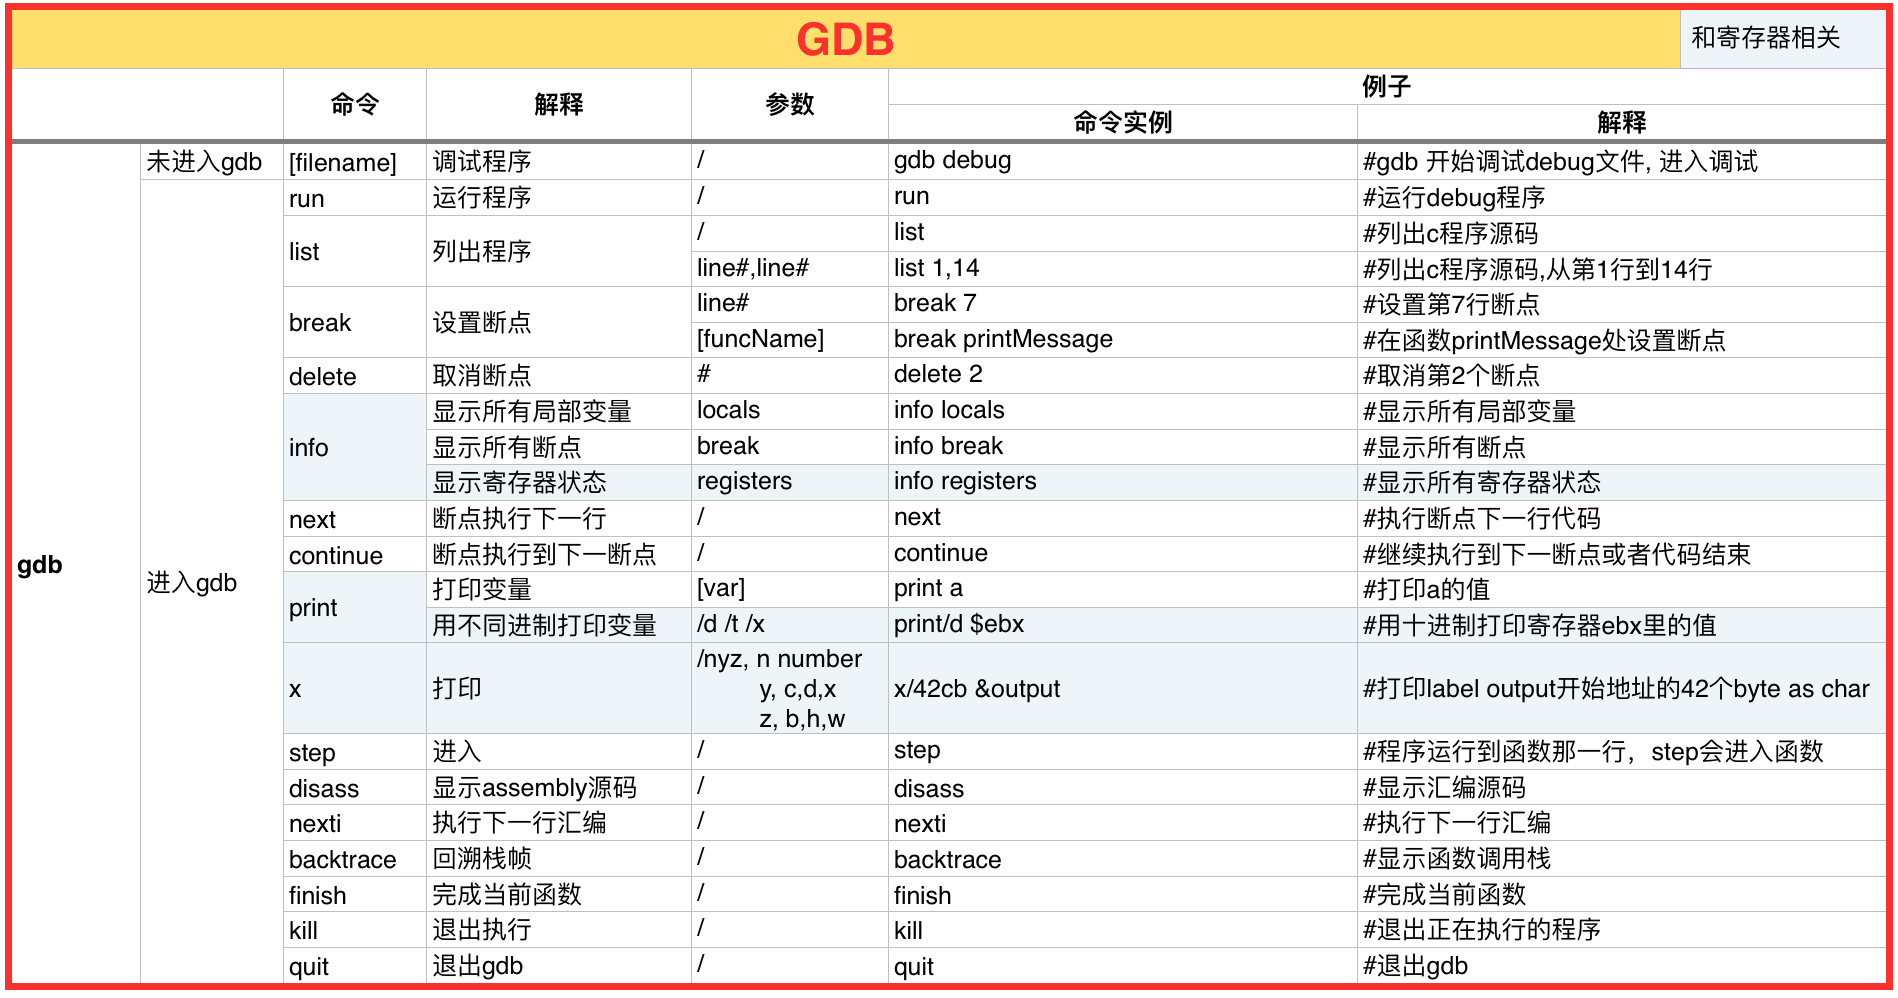 GDB
和寄存器相关
命令 解释 参数 例子
命令实例 解释
gdb
未进入gdb [filename] 调试程序 / gdb debug #gdb 开始调试debug文件, 进入调试
进入gdb
run 运行程序 / run #运行debug程序
list 列出程序 / list #列出c程序源码
line#,line# list 1,14 #列出c程序源码,从第1行到14行
break 设置断点 line# break 7 #设置第7行断点
[funcName] break printMessage #在函数printMessage处设置断点
delete 取消断点 # delete 2 #取消第2个断点
info 显示所有局部变量 locals info locals #显示所有局部变量
显示所有断点 break info break #显示所有断点
显示寄存器状态 registers info registers #显示所有寄存器状态
next 断点执行下一行 / next #执行断点下一行代码
continue 断点执行到下一断点 / continue #继续执行到下一断点或者代码结束
print 打印变量 [var] print a #打印a的值
用不同进制打印变量 /d /t /x print/d $ebx #用十进制打印寄存器ebx里的值
x 打印 /nyz, n number
y, c,d,x x/42cb &output #打印label output开始地址的42个byte as char
z, b,h,w
step 进入 / step #程序运行到函数那一行，step会进入函数
disass 显示assembly源码 / disass #显示汇编源码
nexti 执行下一行汇编 / nexti #执行下一行汇编
backtrace 回溯栈帧 / backtrace #显示函数调用栈
finish 完成当前函数 / finish #完成当前函数
kill 退出执行 / kill #退出正在执行的程序
quit 退出gdb / quit #退出gdb